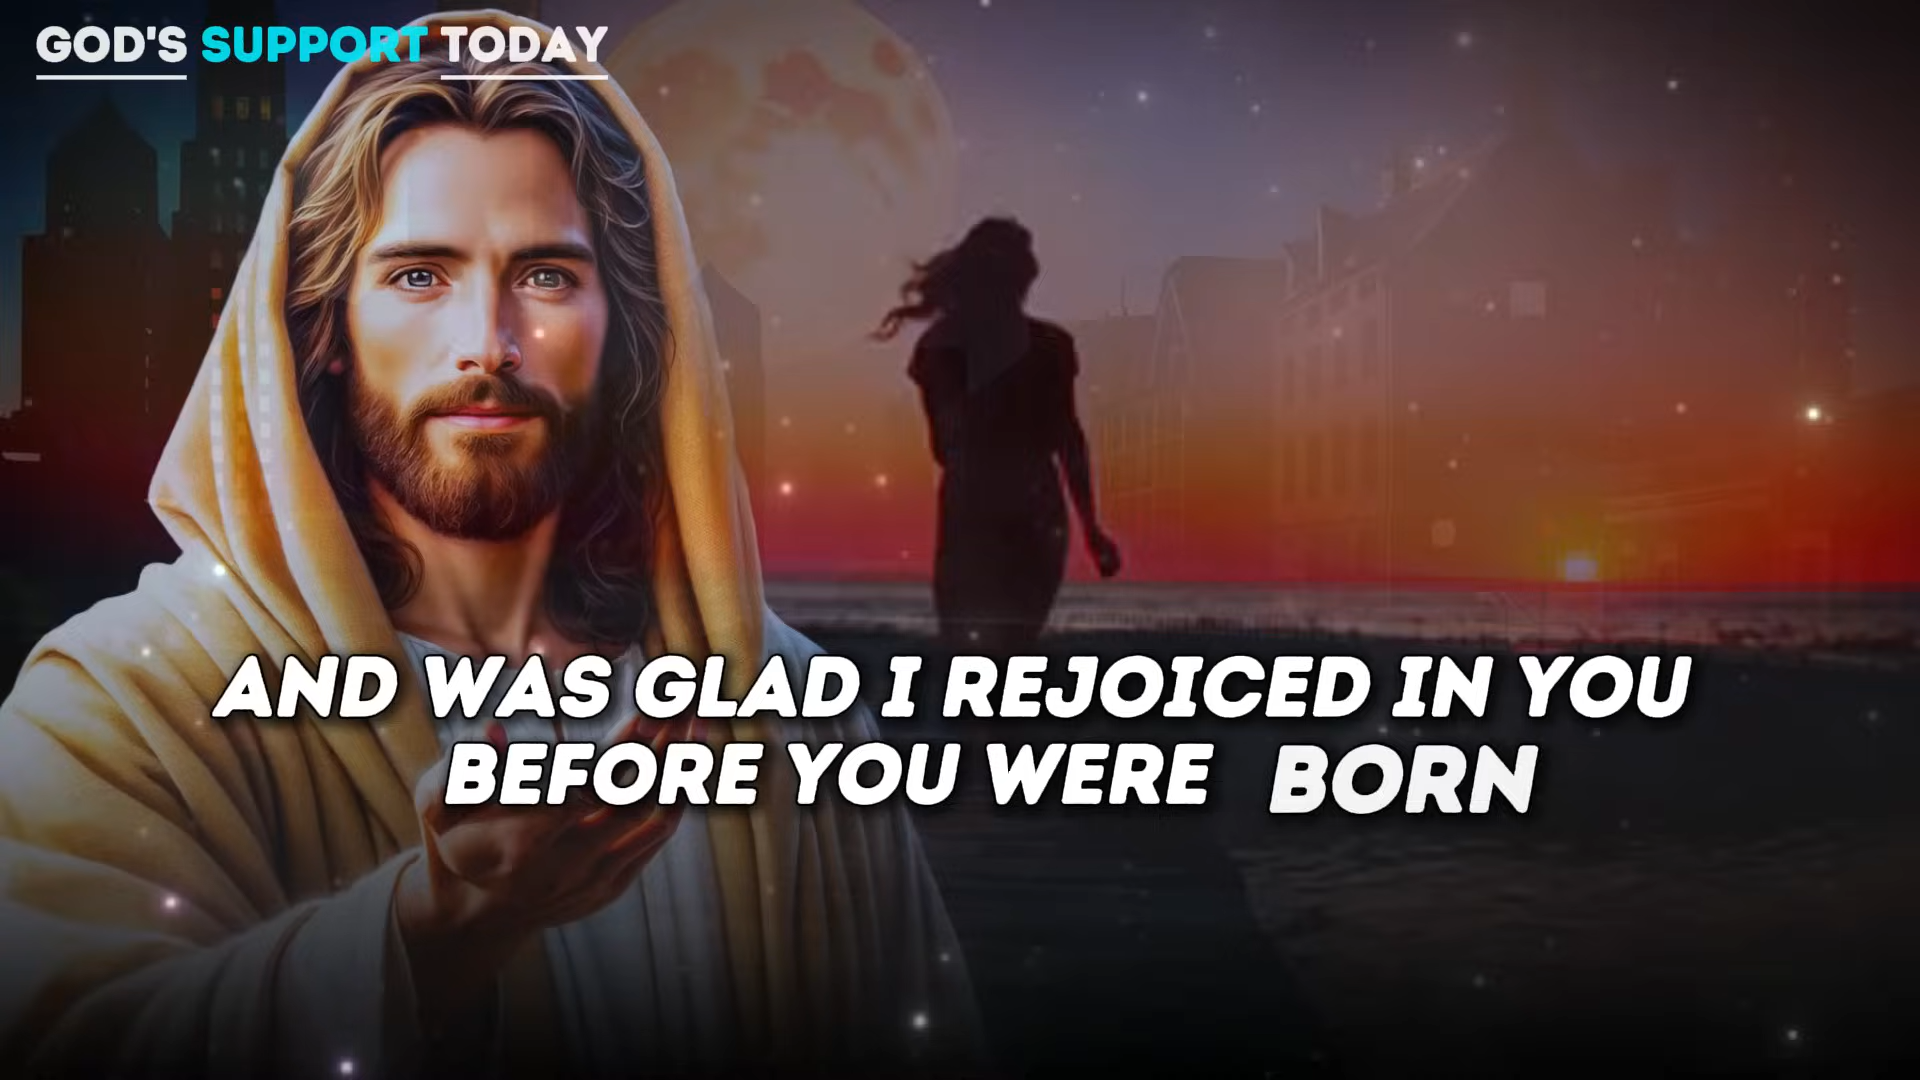 GOD'S SUPPORT TODAY
AND WAS GLAD I REJOICED IN YOU
BEFORE YOU WERE BORN